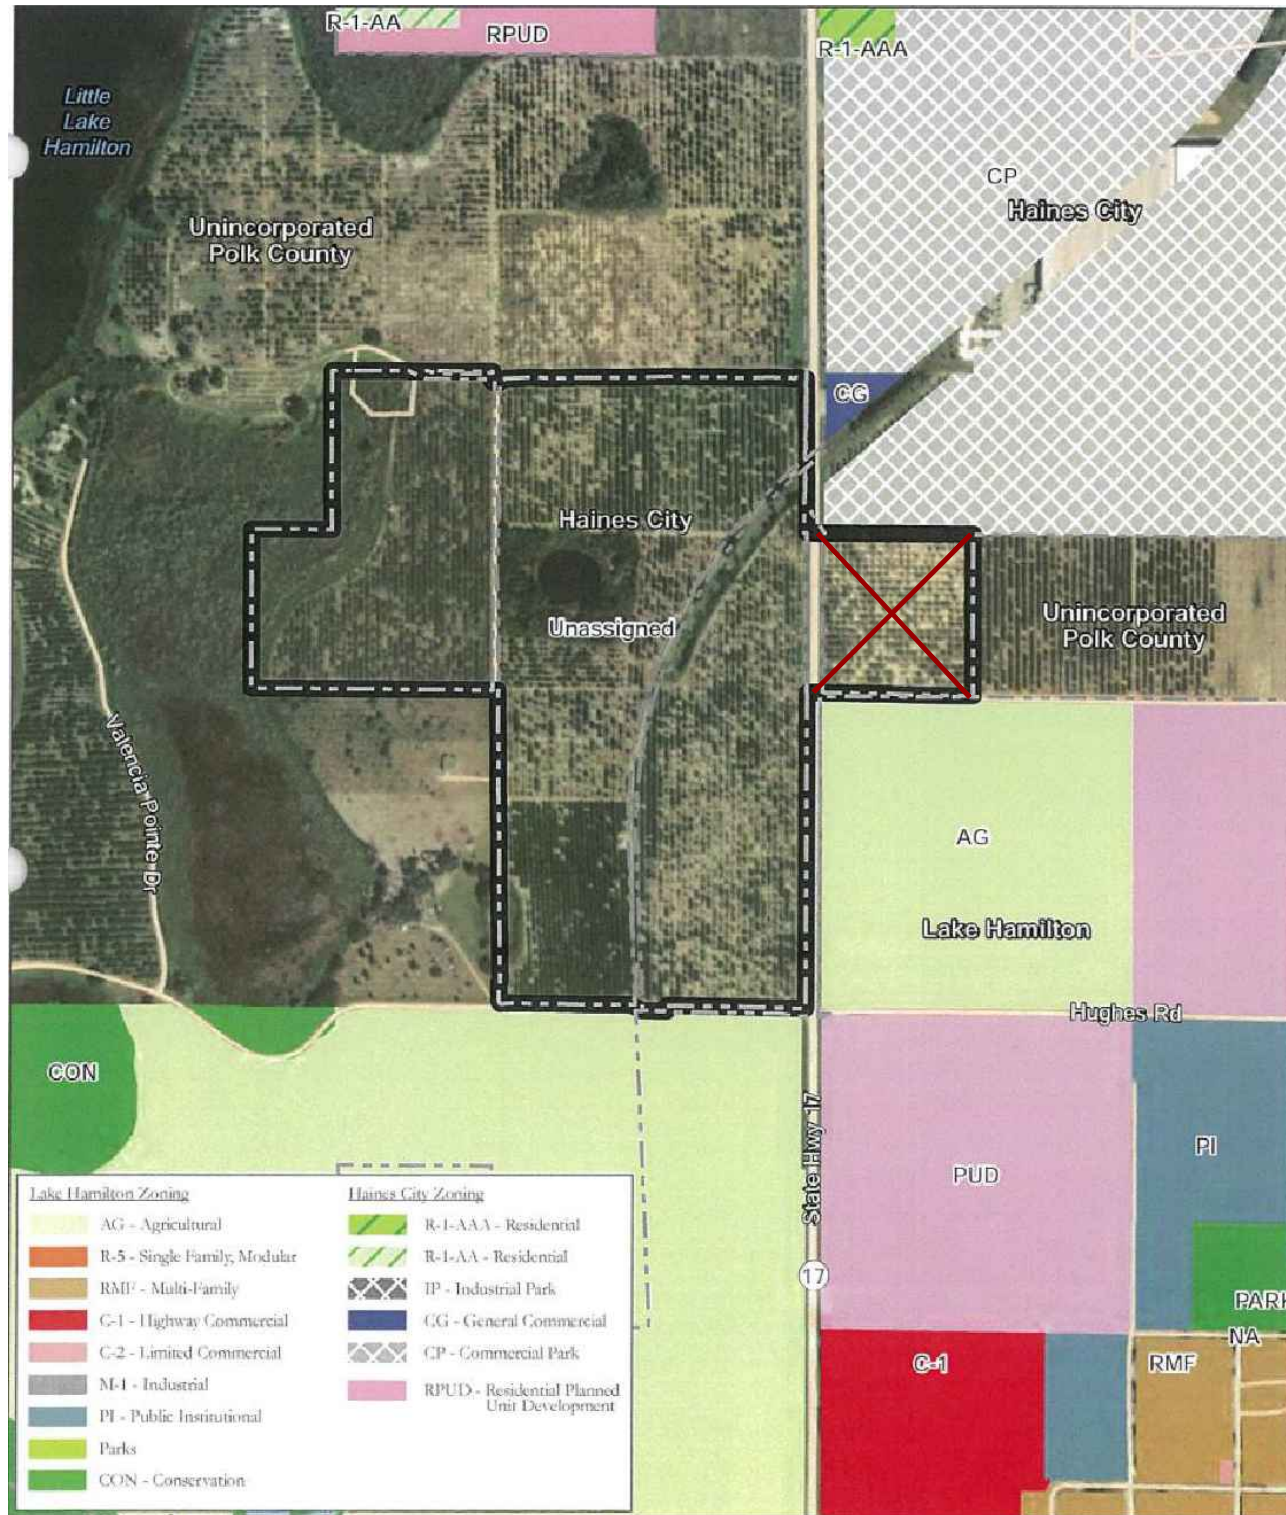 R-1-AA
RPUD
R-1-AAA
Little
Lake
Hamilton
CP
Haines City
Unincorporated
Polk County
CG
Haines City
Unassigned
Unincorporated
Polk County
Valencia Pointe Dr
AG
Lake Hamilton
Hughes Rd
CON
State Hwy 17
PI
PUD
17
PARK
NA
C-1
RMF
Lake Hamilton Zoning
AG - Agricultural
R-5 - Single Family, Modular
RMF - Multi-Family
C-1 - Highway Commercial
C-2 - Limited Commercial
M-1 - Industrial
PI - Public Institutional
Parks
CON - Conservation
Haines City Zoning
R-1-AAA - Residential
R-1-AA - Residential
IP - Industrial Park
CG - General Commercial
CP - Commercial Park
RPUD - Residential Planned
Unit Development